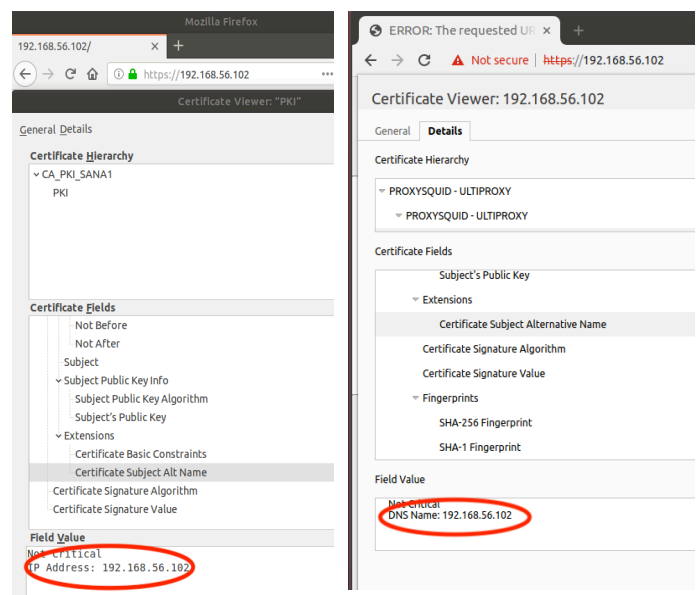 Mozilla Firefox
192.168.56.102/ × +
https://192.168.56.102 •••
Certificate Viewer: "PKI"
General Details
Certificate Hierarchy
CA_PKI_SANA1
PKI
Certificate Fields
Not Before
Not After
Subject
Subject Public Key Info
Subject Public Key Algorithm
Subject's Public Key
Extensions
Certificate Basic Constraints
Certificate Subject Alt Name
Certificate Signature Algorithm
Certificate Signature Value
Field Value
Not Critical
IP Address: 192.168.56.102
ERROR: The requested UR × +
Not secure | https://192.168.56.102
Certificate Viewer: 192.168.56.102
General Details
Certificate Hierarchy
PROXYSQUID - ULTIPROXY
PROXYSQUID - ULTIPROXY
Certificate Fields
Subject's Public Key
Extensions
Certificate Subject Alternative Name
Certificate Signature Algorithm
Certificate Signature Value
Fingerprints
SHA-256 Fingerprint
SHA-1 Fingerprint
Field Value
Not Critical
DNS Name: 192.168.56.102